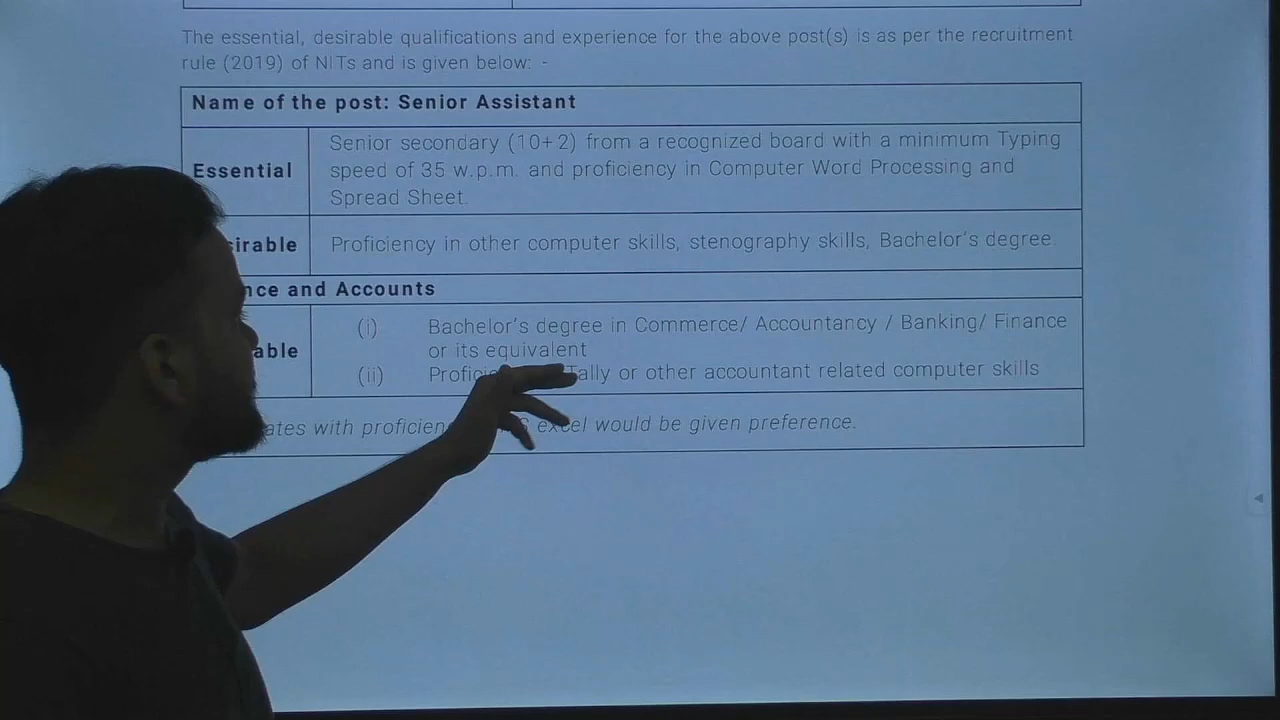 The essential, desirable qualifications and experience for the above post(s) is as per the recruitment
rule (2019) of NITs and is given below: -
Name of the post: Senior Assistant
Senior secondary (10+2) from a recognized board with a minimum Typing
Essential speed of 35 w.p.m. and proficiency in Computer Word Processing and
Spread Sheet.
sirable Proficiency in other computer skills, stenography skills, Bachelor's degree.
nce and Accounts
(i) Bachelor's degree in Commerce/ Accountancy / Banking/ Finance
able or its equivalent
(ii) Tally or other accountant related computer skills
ates with excel would be given preference.